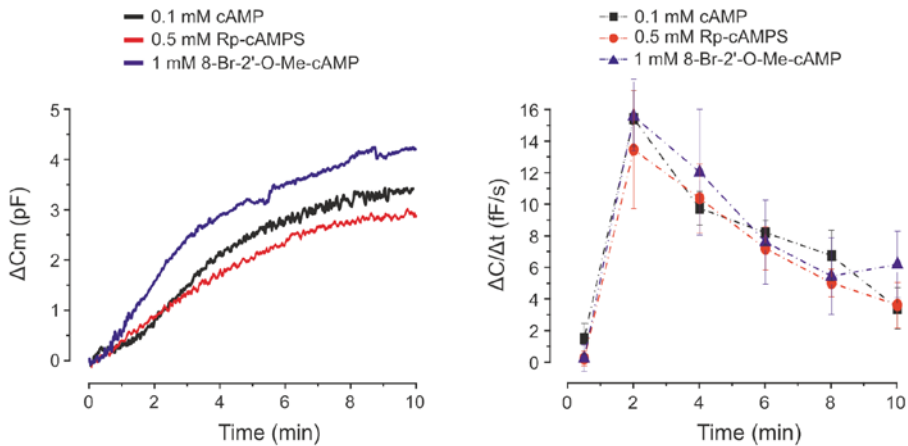 0.1 mM cAMP
0.5 mM Rp-cAMPS
1 mM 8-Br-2'-O-Me-cAMP
ΔCm (pF)
5
4
3
2
1
0
0 2 4 6 8 10
Time (min)
0.1 mM cAMP
0.5 mM Rp-cAMPS
1 mM 8-Br-2'-O-Me-cAMP
ΔC/Δt (fF/s)
16
14
12
10
8
6
4
2
0
0 2 4 6 8 10
Time (min)